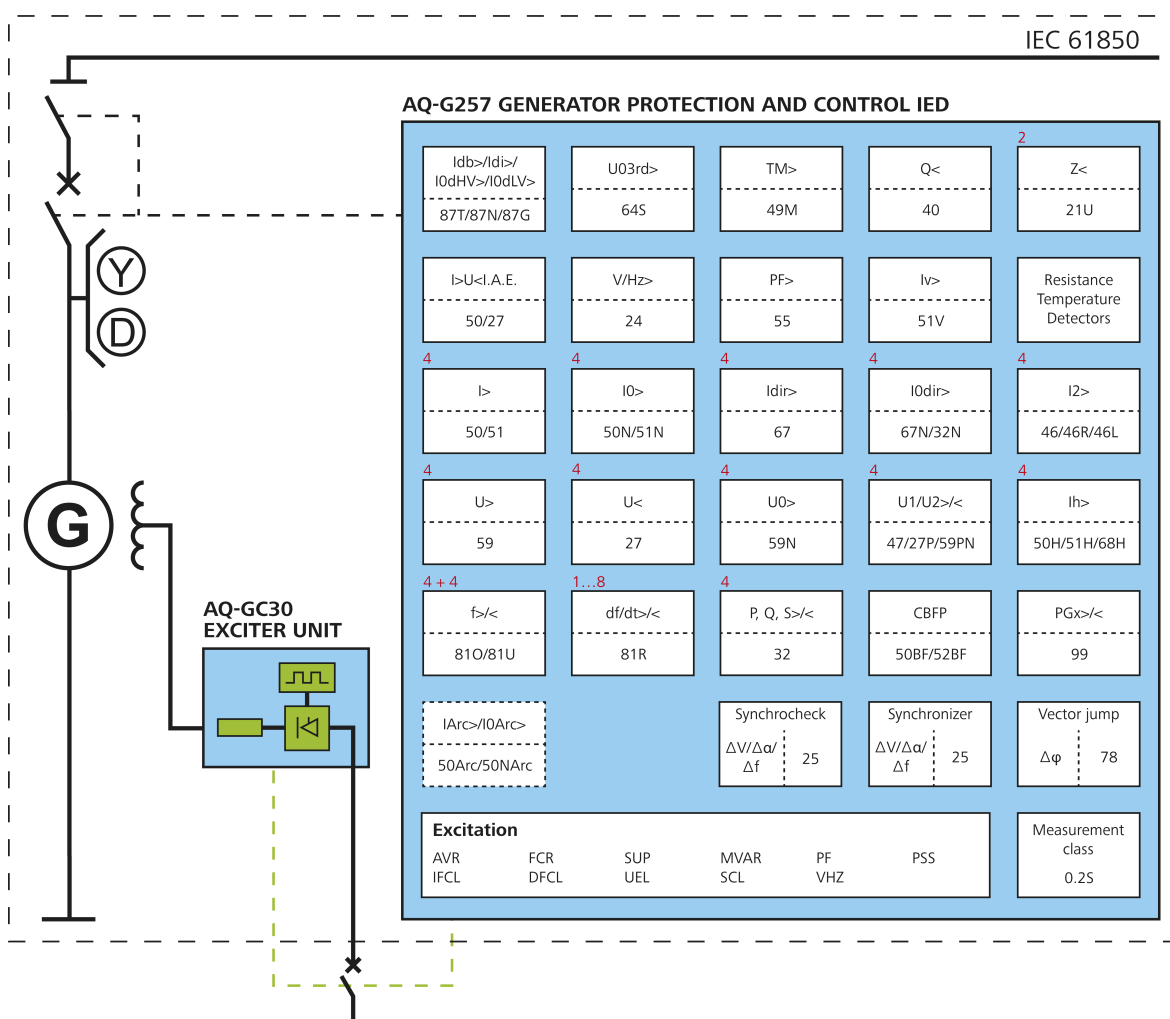 IEC 61850
AQ-G257 GENERATOR PROTECTION AND CONTROL IED
2
Idb>/Idi>/
I0dHV>/I0dLV>
87T/87N/87G
U03rd>
64S
TM>
49M
Q<
40
Z<
21U
Y
D
I>U<I.A.E.
50/27
V/Hz>
24
PF>
55
Iv>
51V
Resistance
Temperature
Detectors
4 4 4 4 4
I>
50/51
I0>
50N/51N
Idir>
67
I0dir>
67N/32N
I2>
46/46R/46L
4 4 4 4 4
U>
59
U<
27
U0>
59N
U1/U2>/<
47/27P/59PN
Ih>
50H/51H/68H
G
4 + 4 1...8 4
f>/<
81O/81U
df/dt>/<
81R
P, Q, S>/<
32
CBFP
50BF/52BF
PGx>/<
99
AQ-GC30
EXCITER UNIT
IArc>/I0Arc>
50Arc/50NArc
Synchrocheck
ΔV/Δα/
Δf
25
Synchronizer
ΔV/Δα/
Δf
25
Vector jump
Δφ
78
Excitation
AVR FCR SUP MVAR PF PSS
IFCL DFCL UEL SCL VHZ
Measurement
class
0.2S